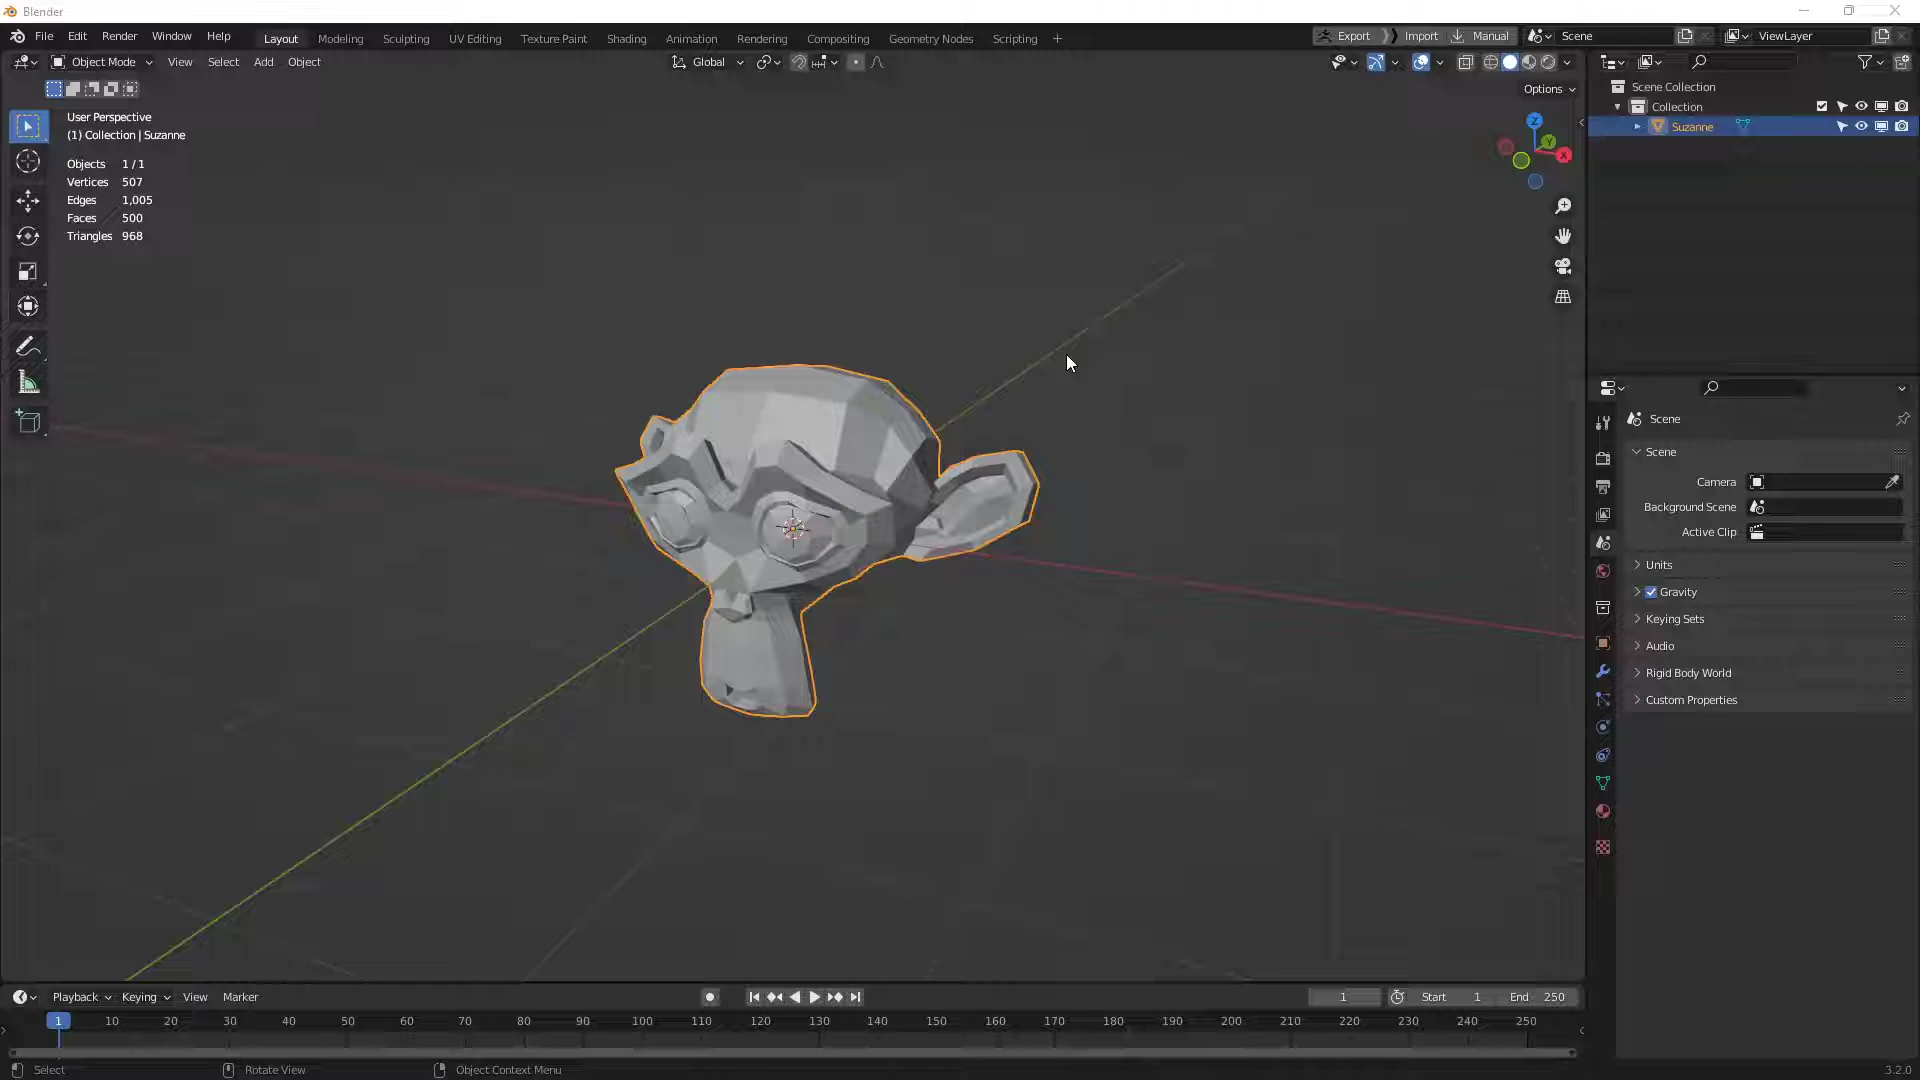 Blender
File Edit Render Window Help Layout Modeling Sculpting UV Editing Texture Paint Shading Animation Rendering Compositing Geometry Nodes Scripting + Export Import Manual Scene ViewLayer
Object Mode View Select Add Object Global
Options
User Perspective
(1) Collection | Suzanne
Objects 1 / 1
Vertices 507
Edges 1,005
Faces 500
Triangles 968
Z
Y
X
Scene Collection
Collection
Suzanne
Scene
Scene
Camera
Background Scene
Active Clip
Units
Gravity
Keying Sets
Audio
Rigid Body World
Custom Properties
Playback Keying View Marker 1 Start 1 End 250
1 10 20 30 40 50 60 70 80 90 100 110 120 130 140 150 160 170 180 190 200 210 220 230 240 250
Select Rotate View Object Context Menu 3.2.0